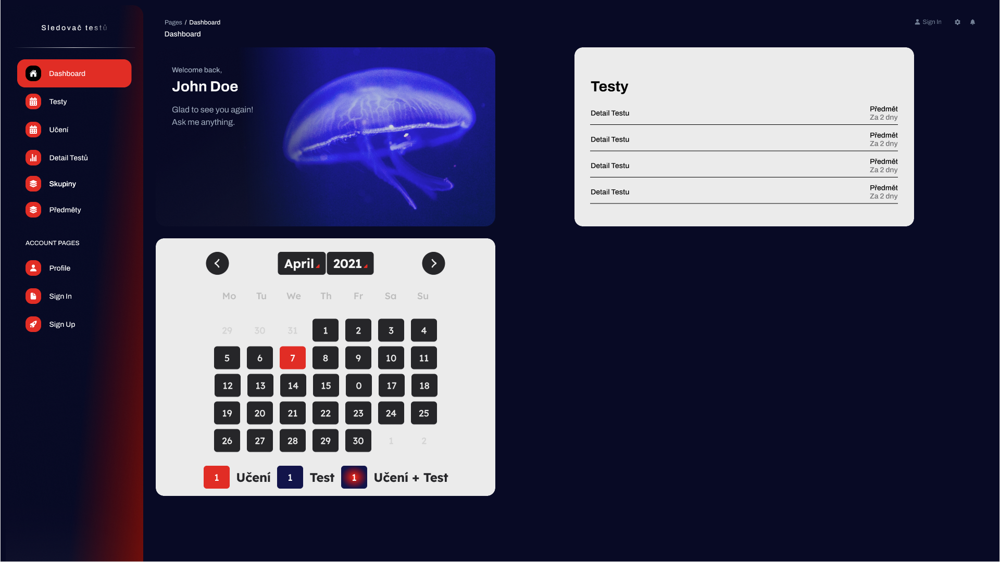 Sledovač testů
Dashboard
Testy
Učení
Detail Testů
Skupiny
Předměty
ACCOUNT PAGES
Profile
Sign In
Sign Up
Pages / Dashboard
Dashboard
Sign In
Welcome back,
John Doe
Glad to see you again!
Ask me anything.
Testy
Detail Testu Předmět
Za 2 dny
Detail Testu Předmět
Za 2 dny
Detail Testu Předmět
Za 2 dny
Detail Testu Předmět
Za 2 dny
April 2021
Mo Tu We Th Fr Sa Su
29 30 31 1 2 3 4
5 6 7 8 9 10 11
12 13 14 15 0 17 18
19 20 21 22 23 24 25
26 27 28 29 30 1 2
1 Učení 1 Test 1 Učení + Test